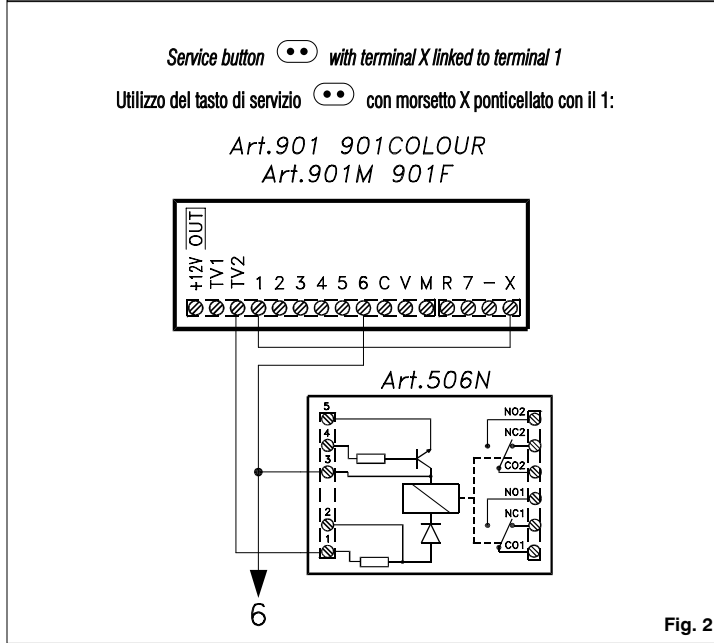 Service button with terminal X linked to terminal 1
Utilizzo del tasto di servizio con morsetto X ponticellato con il 1:
Art.901 901COLOUR
Art.901M 901F
OUT
+12V TV1 TV2 1 2 3 4 5 6 C V M R 7 – X
Art.506N
5
4
3
2
1
NO2
NC2
CO2
NO1
NC1
CO1
6
Fig. 2